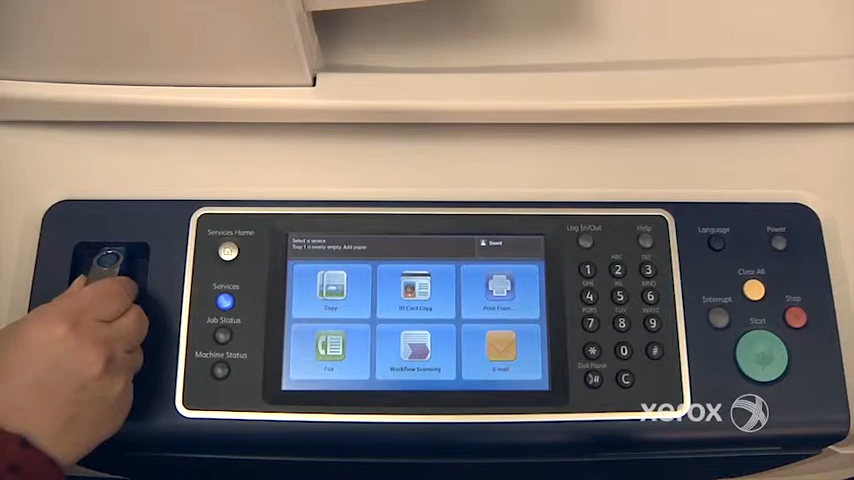 Services Home
Services
Job Status
Machine Status
Select a service
Tray 1 is nearly empty. Add paper.
Guest
Copy
ID Card Copy
Print From...
Fax
Workflow Scanning
E-mail
Log In/Out
Help
ABC
DEF
1
2
3
GHI
JKL
MNO
4
5
6
PQRS
TUV
WXYZ
7
8
9
*
0
#
Dial Pause
C
Language
Power
Clear All
Interrupt
Stop
Start
xerox